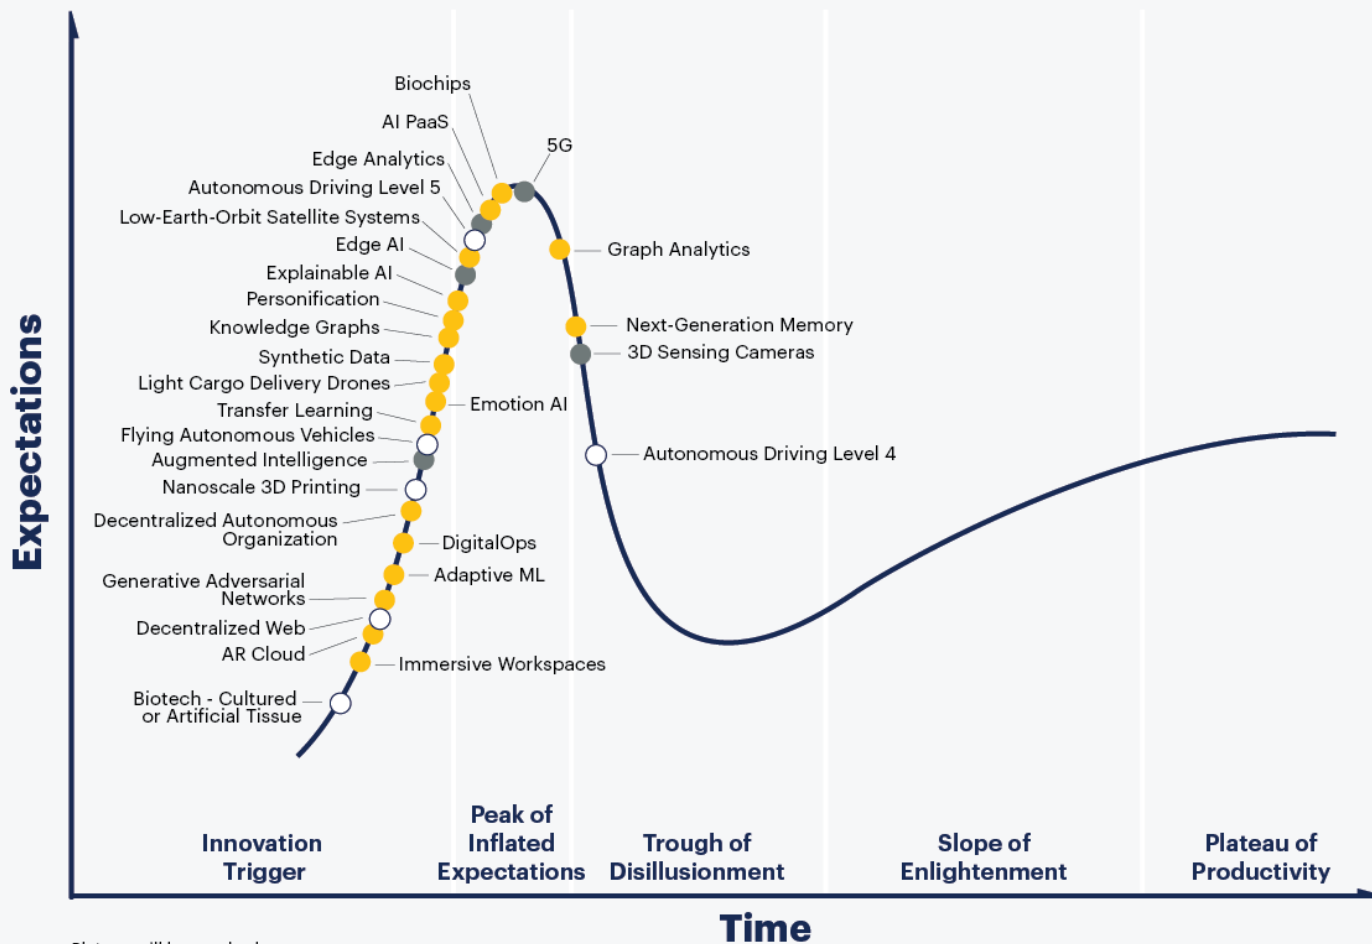 Biochips
AI PaaS
5G
Edge Analytics
Autonomous Driving Level 5
Low-Earth-Orbit Satellite Systems
Edge AI
Graph Analytics
Explainable AI
Personification
Knowledge Graphs
Next-Generation Memory
3D Sensing Cameras
Synthetic Data
Light Cargo Delivery Drones
Emotion AI
Transfer Learning
Flying Autonomous Vehicles
Augmented Intelligence
Autonomous Driving Level 4
Nanoscale 3D Printing
Decentralized Autonomous
Organization
DigitalOps
Adaptive ML
Generative Adversarial
Networks
Decentralized Web
AR Cloud
Immersive Workspaces
Biotech - Cultured
or Artificial Tissue
Expectations
Innovation
Trigger
Peak of
Inflated
Expectations
Trough of
Disillusionment
Slope of
Enlightenment
Plateau of
Productivity
Time